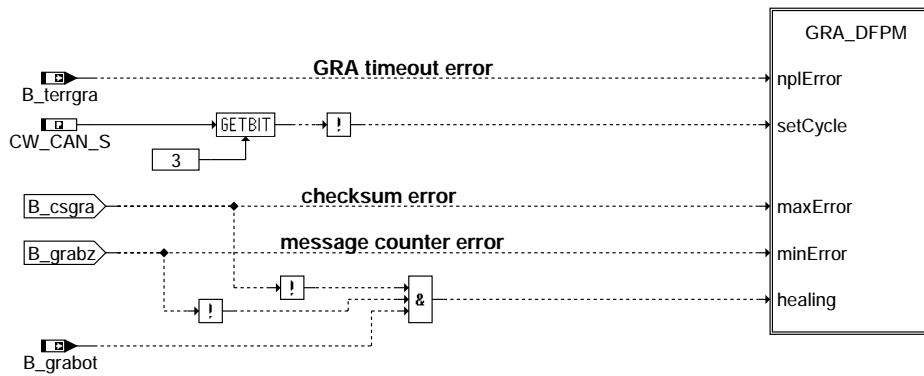 GRA_DFPM
GRA timeout error
B_terrgra
nplError
CW_CAN_S
GETBIT
!
setCycle
3
B_csgra
checksum error
maxError
B_grabz
message counter error
minError
!
!
&
healing
B_grabot